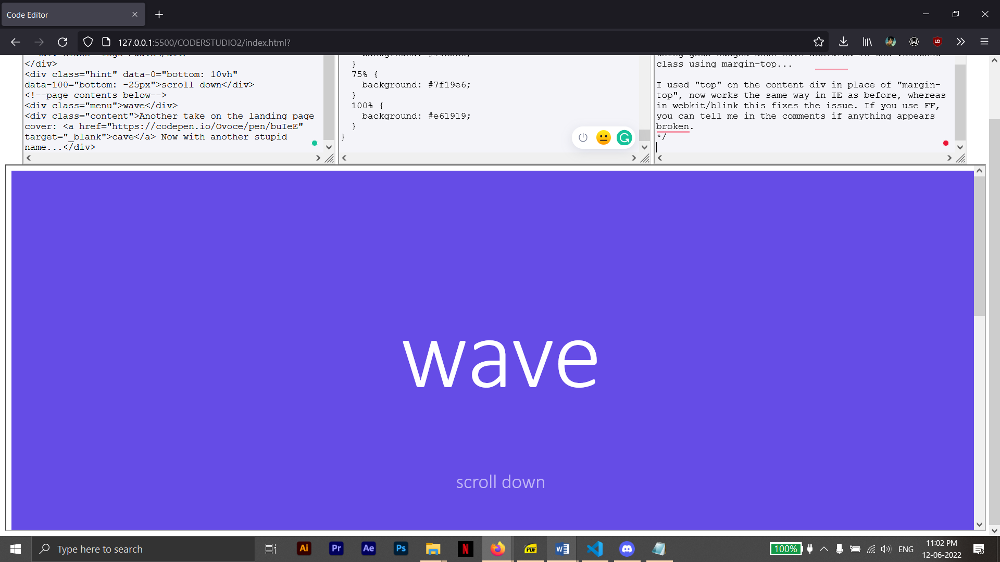 Code Editor
127.0.0.1:5500/CODERSTUDIO2/index.html?
</div>
<div class="hint" data-0="bottom: 10vh"
data-100="bottom: -25px">scroll down</div>
<!--page contents below-->
<div class="menu">wave</div>
<div class="content">Another take on the landing page
cover: <a href="https://codepen.io/Ovoce/pen/buIeE"
target="_blank">cave</a> Now with another stupid
name...</div>
}
75% {
background: #7f19e6;
}
100% {
background: #e61919;
}
}
class using margin-top...
I used "top" on the content div in place of "margin-
top", now works the same way in IE as before, whereas
in webkit/blink this fixes the issue. If you use FF,
you can tell me in the comments if anything appears
broken.
*/
wave
scroll down
Type here to search
Ai
Pr
Ae
Ps
N
PDF
W
100%
ENG
11:02 PM
12-06-2022